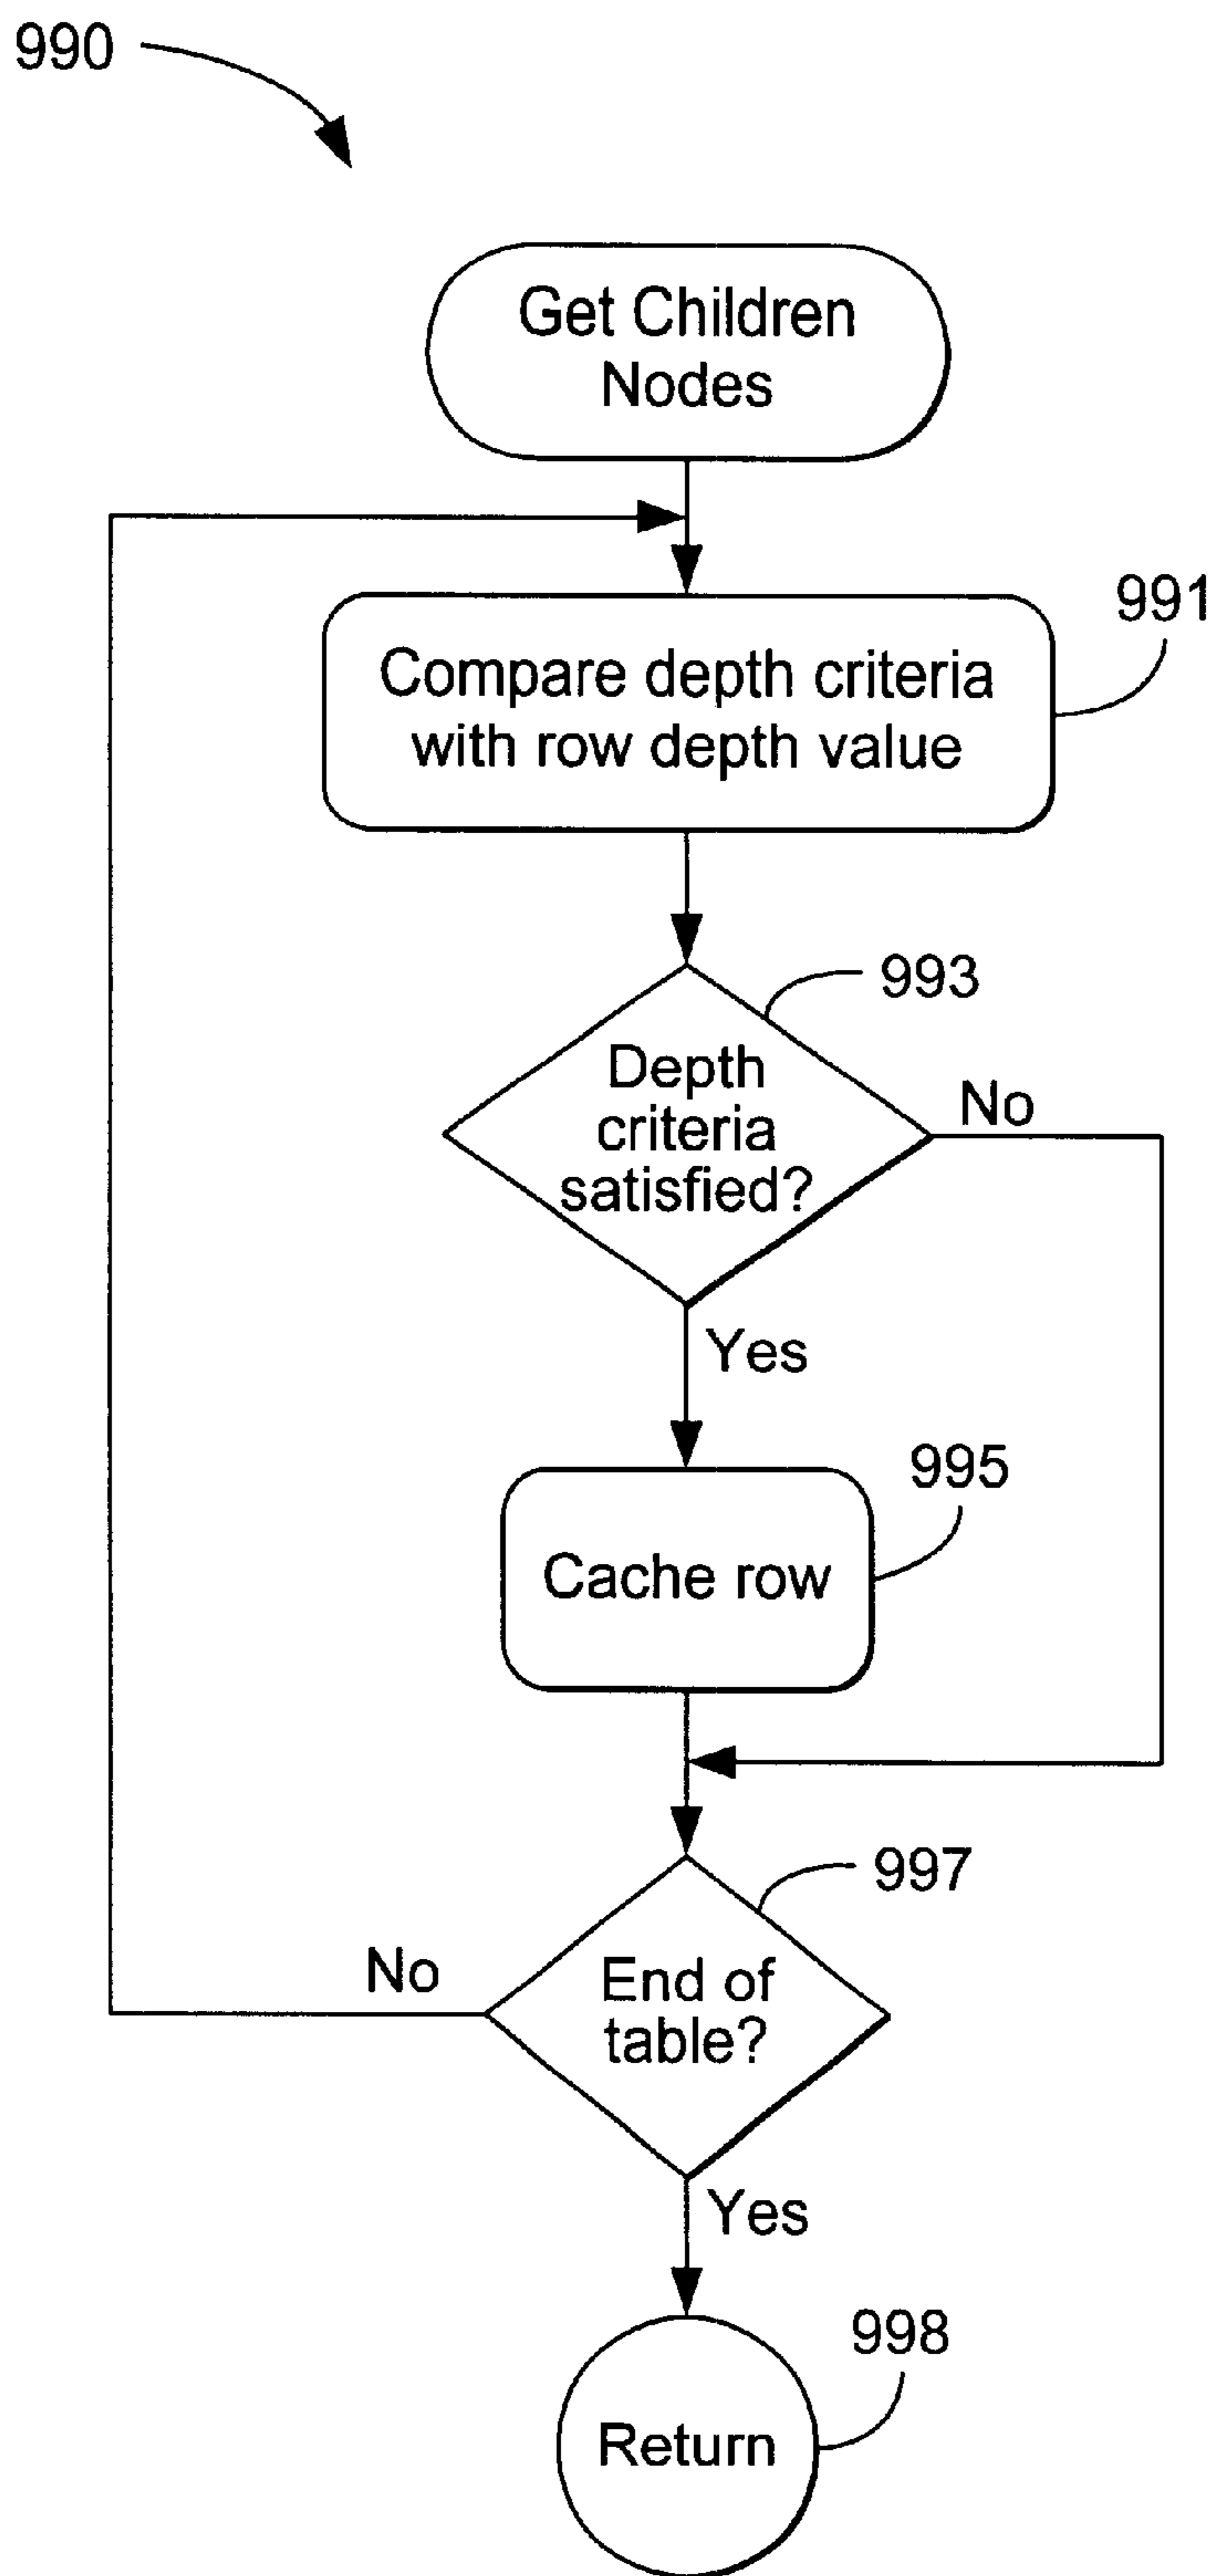 990
Get Children
Nodes
991
Compare depth criteria
with row depth value
993
Depth
criteria
satisfied?
No
Yes
995
Cache row
997
No
End of
table?
Yes
998
Return